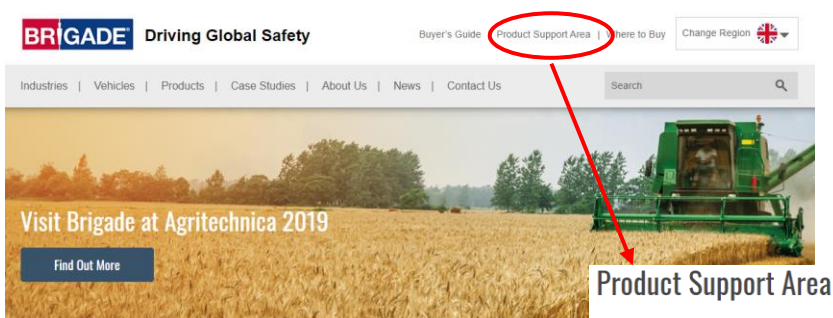 BRIGADE Driving Global Safety
Buyer's Guide Product Support Area | Where to Buy Change Region
Industries | Vehicles | Products | Case Studies | About Us | News | Contact Us Search
Visit Brigade at Agritechnica 2019
Find Out More
Product Support Area